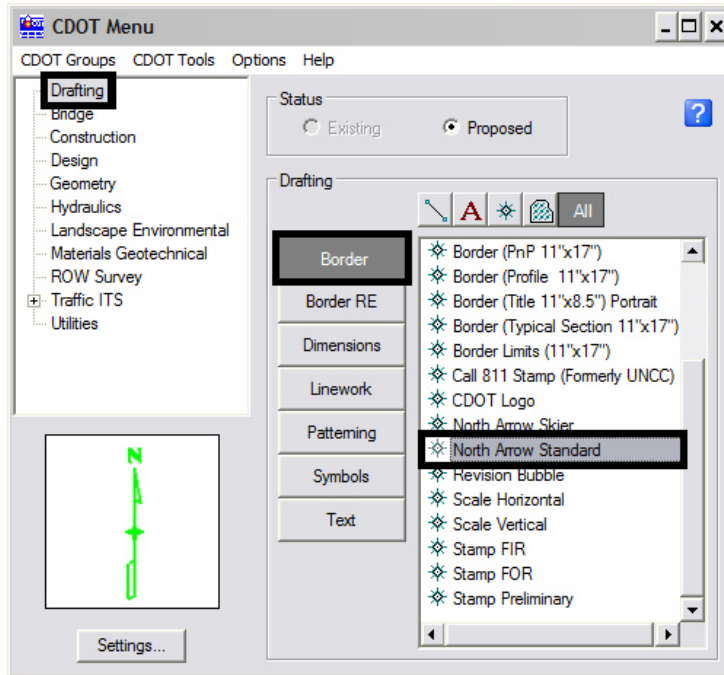 CDOT Menu
CDOT Groups CDOT Tools Options Help
Drafting
Bridge
Construction
Design
Geometry
Hydraulics
Landscape Environmental
Materials Geotechnical
ROW Survey
Traffic ITS
Utilities
N
Settings...
Status
Existing
Proposed
?
Drafting
A
All
Border
Border RE
Dimensions
Linework
Patterning
Symbols
Text
Border (PnP 11"x17")
Border (Profile 11"x17")
Border (Title 11"x8.5") Portrait
Border (Typical Section 11"x17")
Border Limits (11"x17")
Call 811 Stamp (Formerly UNCC)
CDOT Logo
North Arrow Skier
North Arrow Standard
Revision Bubble
Scale Horizontal
Scale Vertical
Stamp FIR
Stamp FOR
Stamp Preliminary